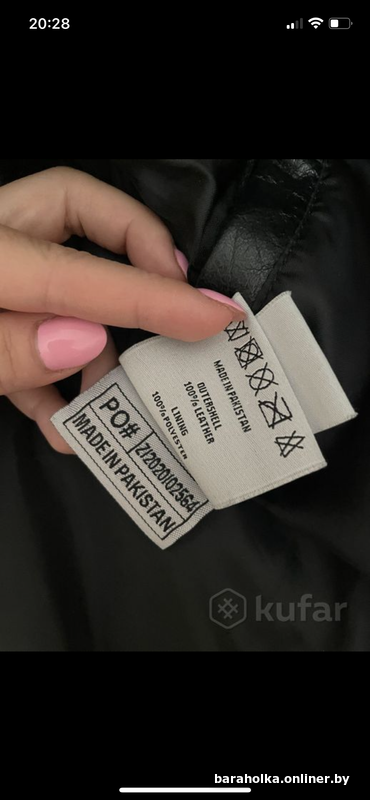 20:28
MADE IN PAKISTAN
OUTERSHELL
100% LEATHER
LINING
100% POLYESTER
PO# ZI2020102564
MADE IN PAKISTAN
kufar
baraholka.onliner.by